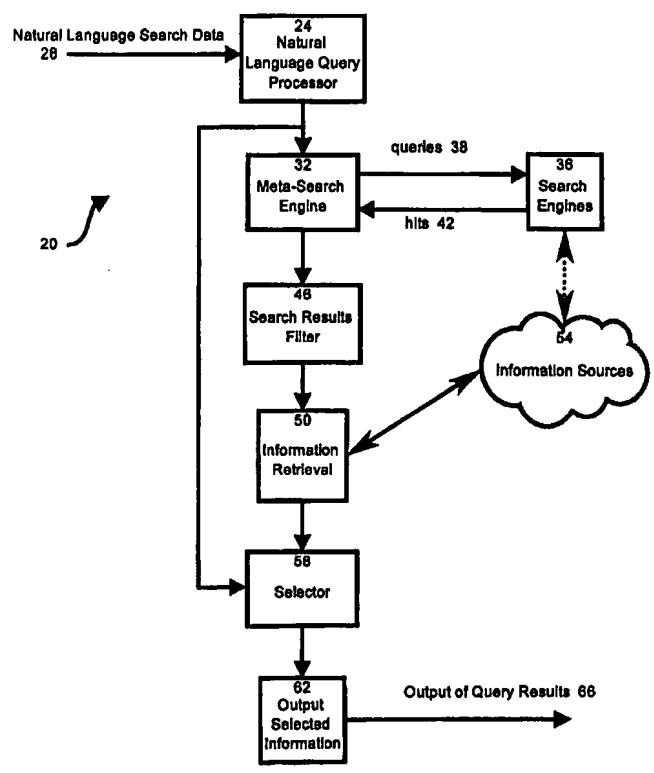 Natural Language Search Data
28
24
Natural
Language Query
Processor
queries 38
32
Meta-Search
Engine
36
Search
Engines
hits 42
20
46
Search Results
Filter
54
Information Sources
50
Information
Retrieval
58
Selector
62
Output
Selected
Information
Output of Query Results 66